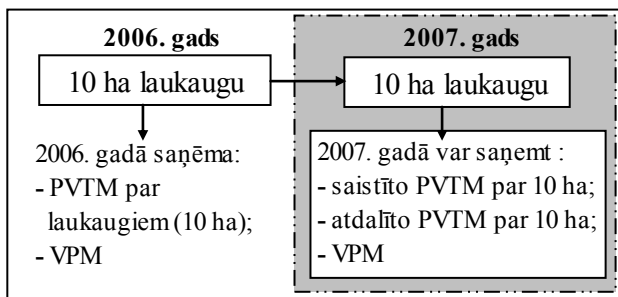 2006. gads
10 ha laukaugu
2006. gadā saņēma:
- PVTM par
laukaugiem (10 ha);
- VPM
2007. gads
10 ha laukaugu
2007. gadā var saņemt :
- saistīto PVTM par 10 ha;
- atdalīto PVTM par 10 ha;
- VPM